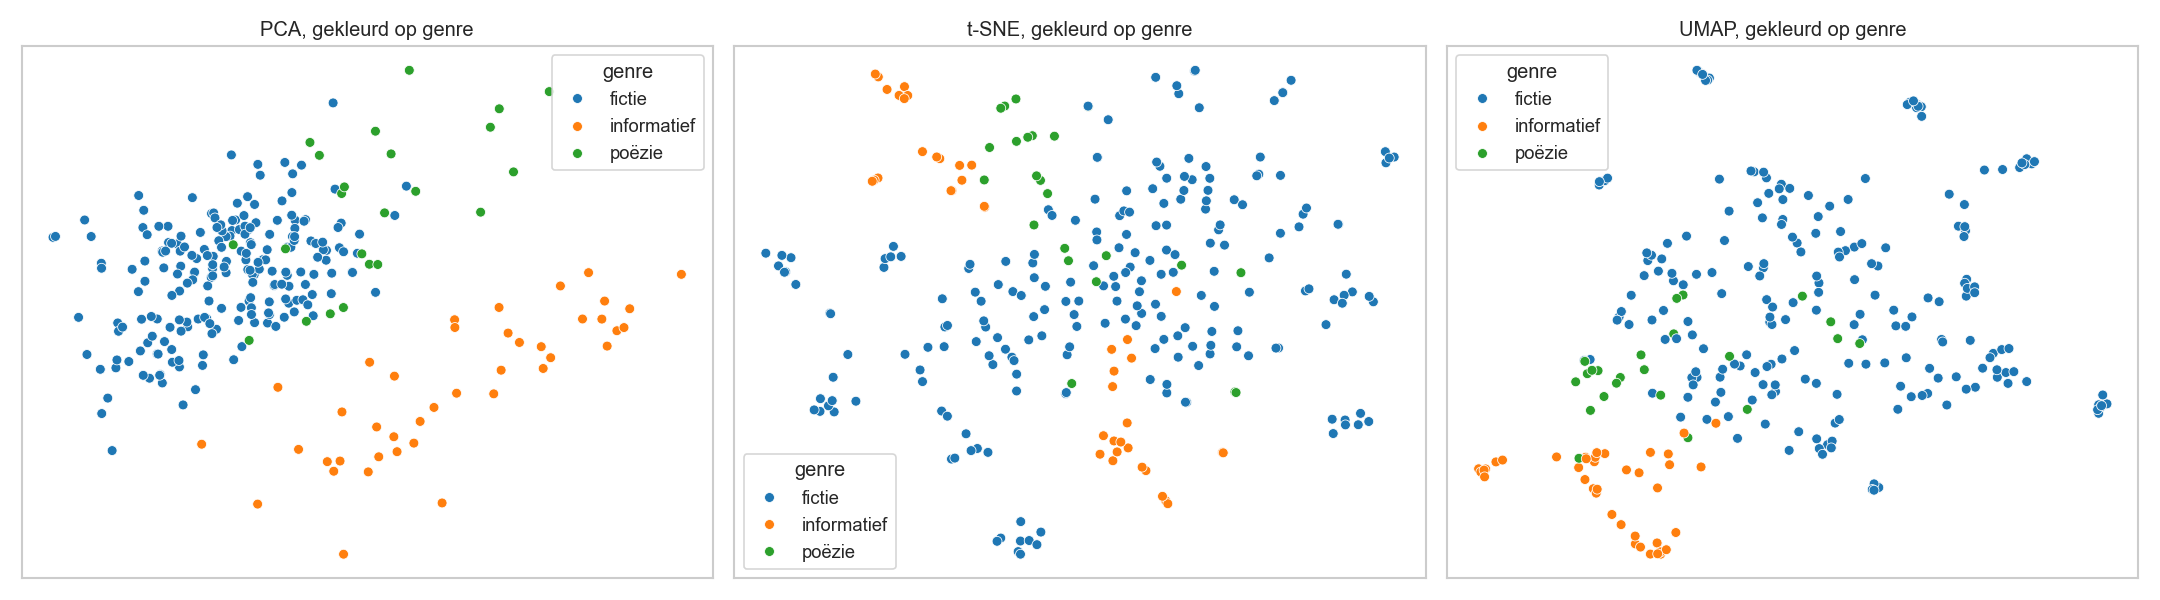 PCA, gekleurd op genre
genre
fictie
informatief
poëzie
t-SNE, gekleurd op genre
genre
fictie
informatief
poëzie
UMAP, gekleurd op genre
genre
fictie
informatief
poëzie